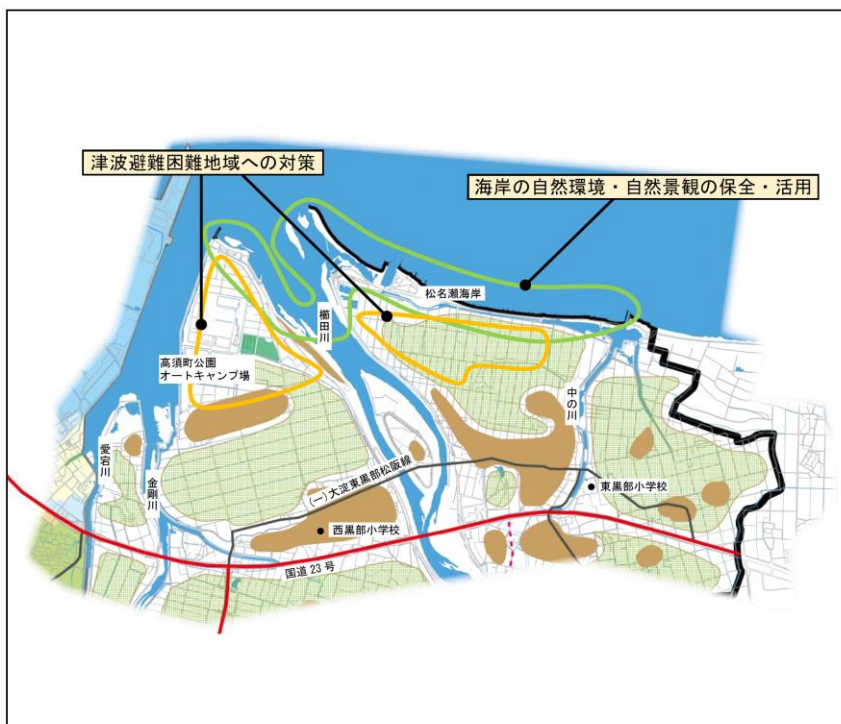 津波避難困難地域への対策
海岸の自然環境・自然景観の保全・活用
松名瀬海岸
櫛田川
高須町公園
オートキャンプ場
中の川
愛宕川
金剛川
(一)大淀東黒部松阪線
東黒部小学校
西黒部小学校
国道23号